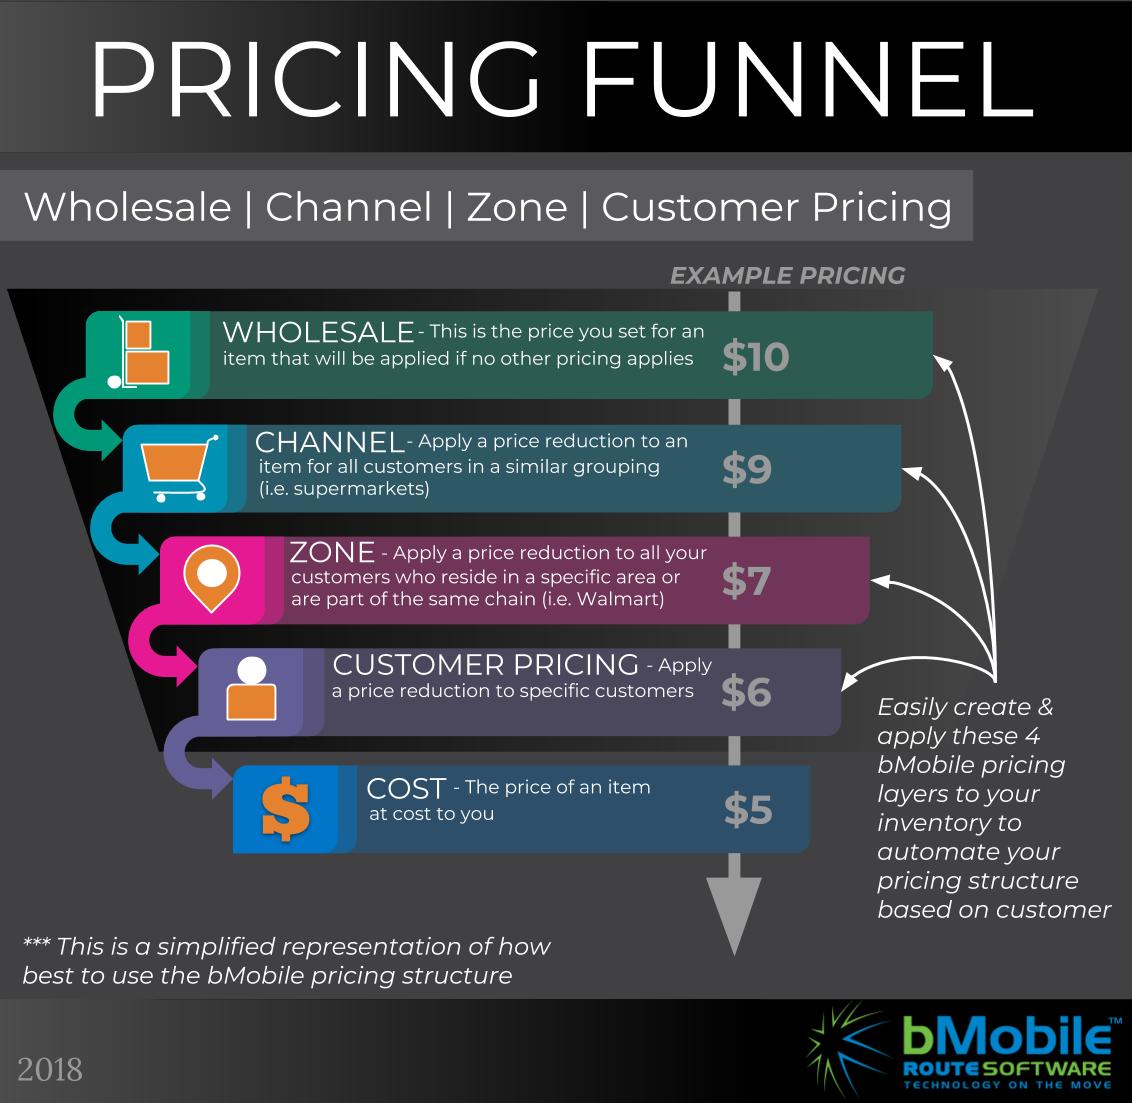 PRICING FUNNEL
Wholesale | Channel | Zone | Customer Pricing
EXAMPLE PRICING
WHOLESALE - This is the price you set for an
item that will be applied if no other pricing applies
$10
CHANNEL - Apply a price reduction to an
item for all customers in a similar grouping
(i.e. supermarkets)
$9
ZONE - Apply a price reduction to all your
customers who reside in a specific area or
are part of the same chain (i.e. Walmart)
$7
CUSTOMER PRICING - Apply
a price reduction to specific customers
$6
$
COST - The price of an item
at cost to you
$5
Easily create &
apply these 4
bMobile pricing
layers to your
inventory to
automate your
pricing structure
based on customer
*** This is a simplified representation of how
best to use the bMobile pricing structure
2018
bMobile™
ROUTE SOFTWARE
TECHNOLOGY ON THE MOVE